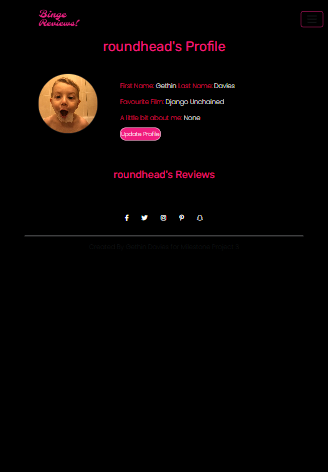 Binge
Reviews!
roundhead's Profile
First Name: Gethin Last Name: Davies
Favourite Film: Django Unchained
A little bit about me: None
Update Profile
roundhead's Reviews